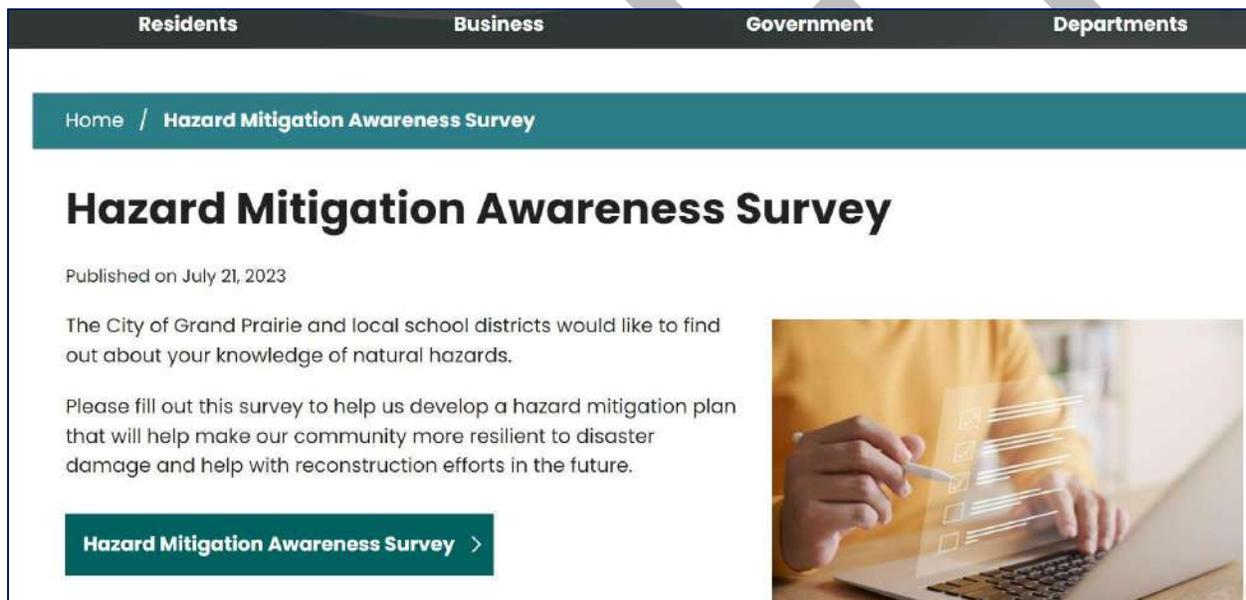 Residents Business Government Departments
Home / Hazard Mitigation Awareness Survey
Hazard Mitigation Awareness Survey
Published on July 21, 2023
The City of Grand Prairie and local school districts would like to find
out about your knowledge of natural hazards.
Please fill out this survey to help us develop a hazard mitigation plan
that will help make our community more resilient to disaster
damage and help with reconstruction efforts in the future.
Hazard Mitigation Awareness Survey >